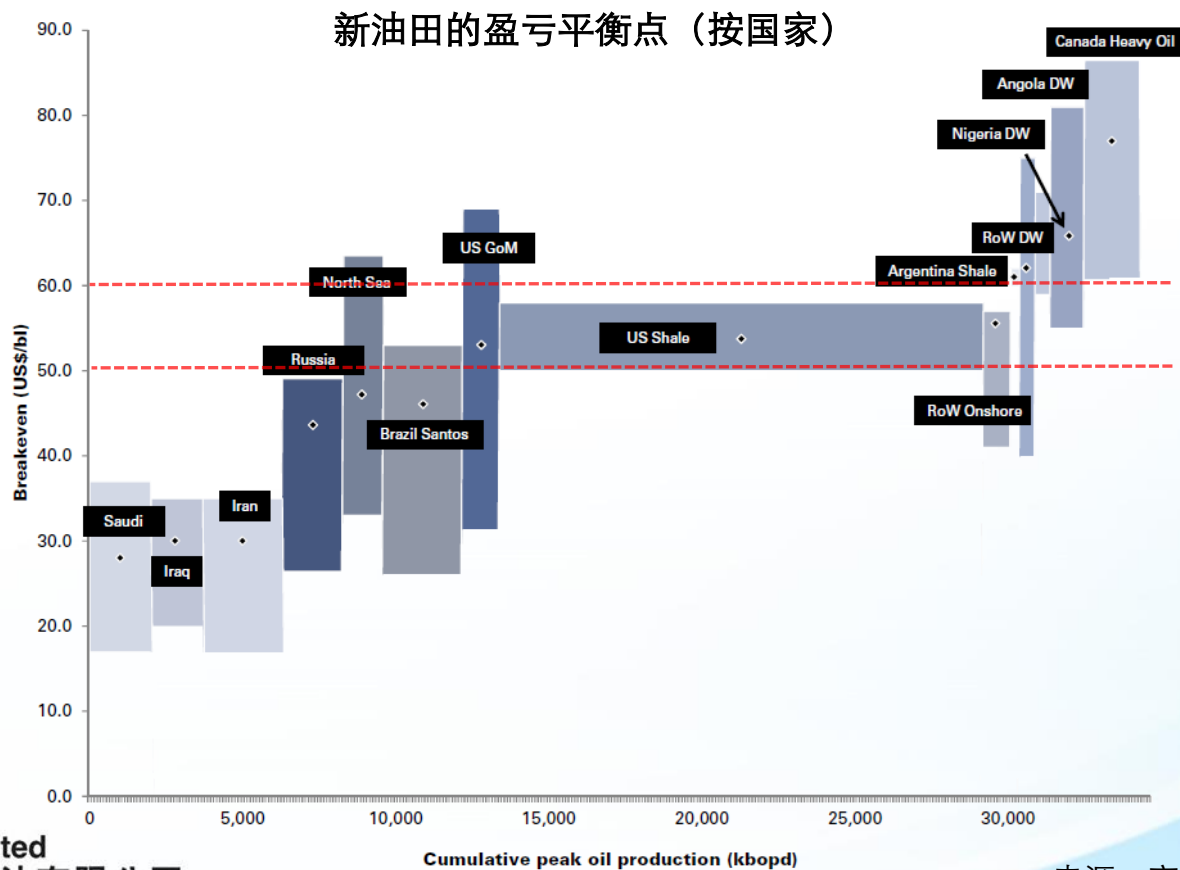 新油田的盈亏平衡点（按国家）
90.0
80.0
70.0
60.0
50.0
40.0
30.0
20.0
10.0
0.0
Breakeven (US$/bl)
Canada Heavy Oil
Angola DW
Nigeria DW
RoW DW
US GoM
Argentina Shale
North Sea
US Shale
Russia
RoW Onshore
Brazil Santos
Iran
Saudi
Iraq
0
5,000
10,000
15,000
20,000
25,000
30,000
Cumulative peak oil production (kbopd)
ted